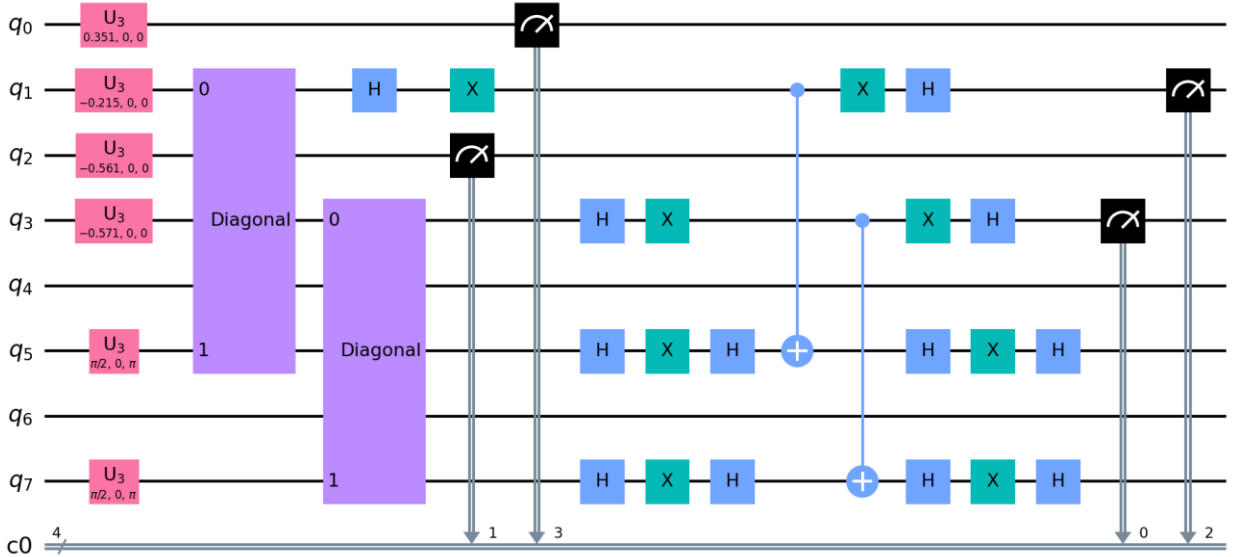 q0 U3 0.351, 0, 0
q1 U3 −0.215, 0, 0 0 H X X H
q2 U3 −0.561, 0, 0
q3 U3 −0.571, 0, 0 Diagonal 0 H X X H
q4
q5 U3 π/2, 0, π 1 Diagonal H X H H X H
q6
q7 U3 π/2, 0, π 1 H X H H X H
c0 4 1 3 0 2